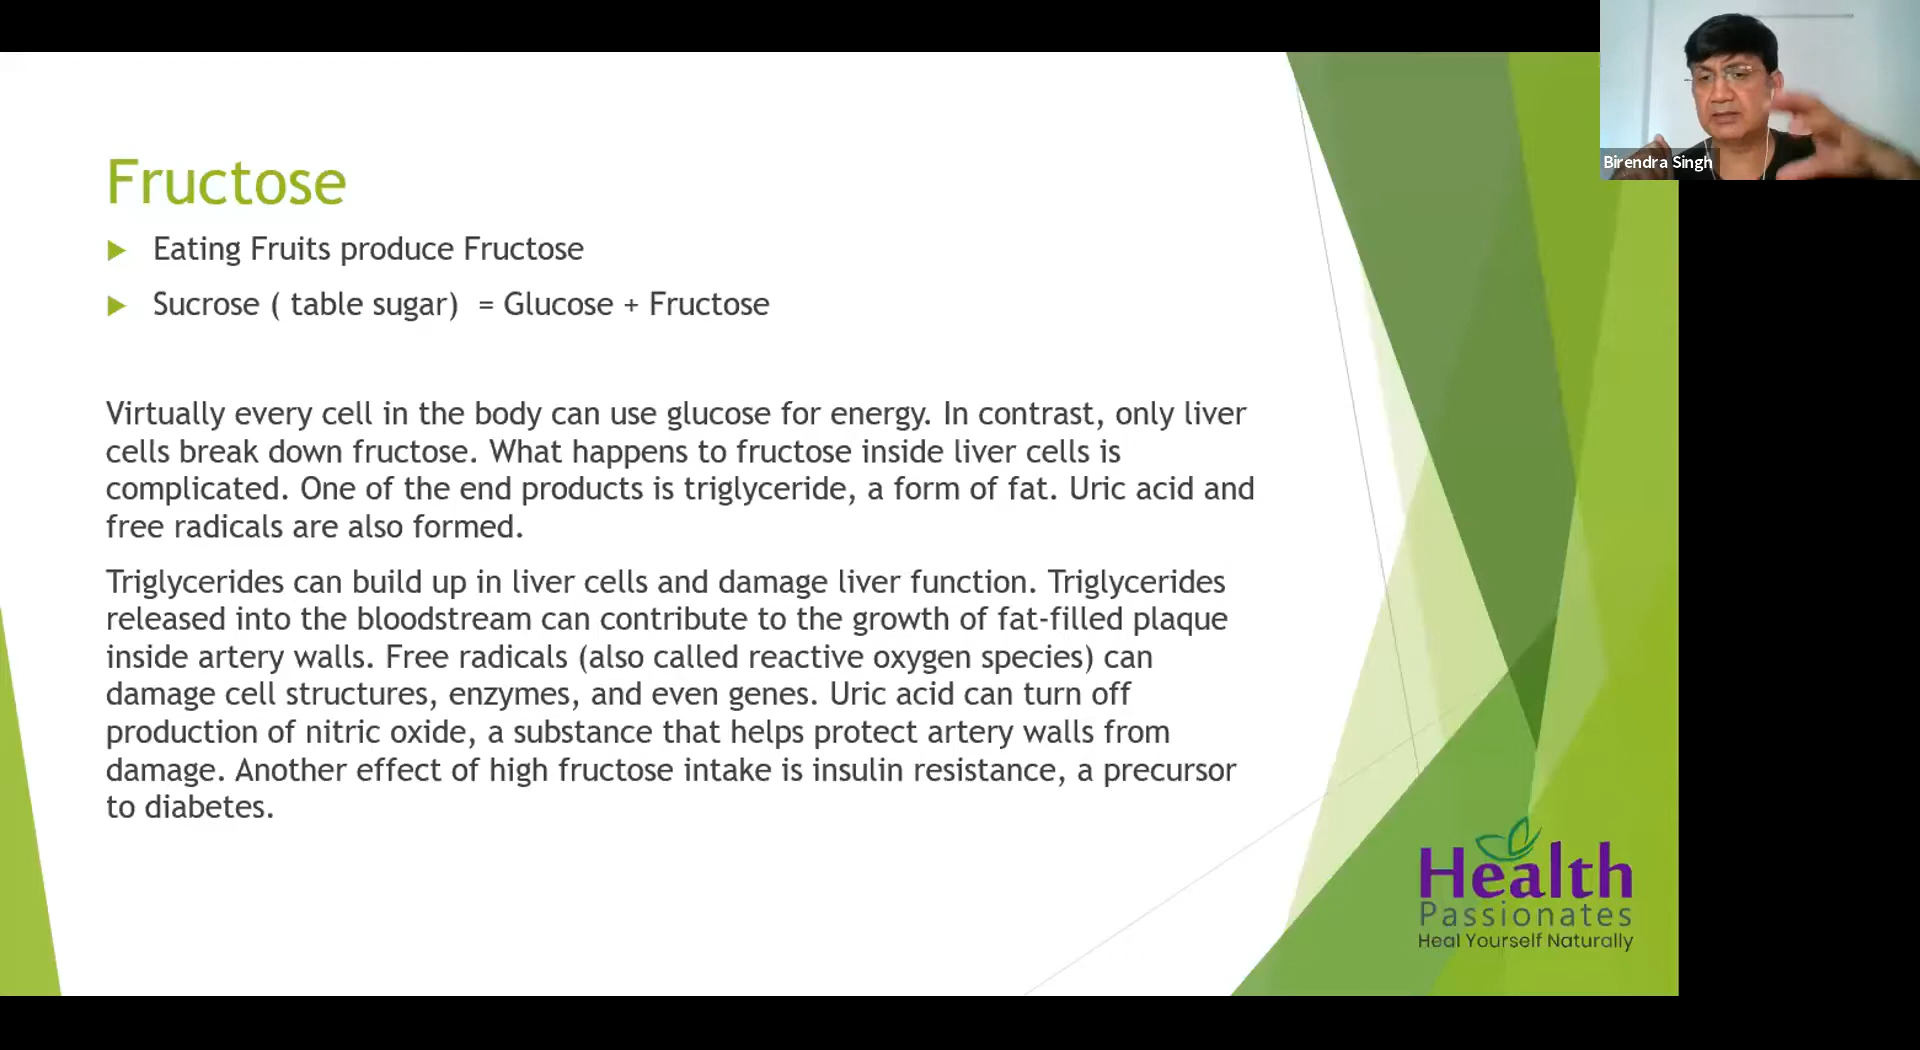 Birendra Singh
Fructose
Eating Fruits produce Fructose
Sucrose ( table sugar) = Glucose + Fructose
Virtually every cell in the body can use glucose for energy. In contrast, only liver
cells break down fructose. What happens to fructose inside liver cells is
complicated. One of the end products is triglyceride, a form of fat. Uric acid and
free radicals are also formed.
Triglycerides can build up in liver cells and damage liver function. Triglycerides
released into the bloodstream can contribute to the growth of fat-filled plaque
inside artery walls. Free radicals (also called reactive oxygen species) can
damage cell structures, enzymes, and even genes. Uric acid can turn off
production of nitric oxide, a substance that helps protect artery walls from
damage. Another effect of high fructose intake is insulin resistance, a precursor
to diabetes.
Health
Passionates
Heal Yourself Naturally